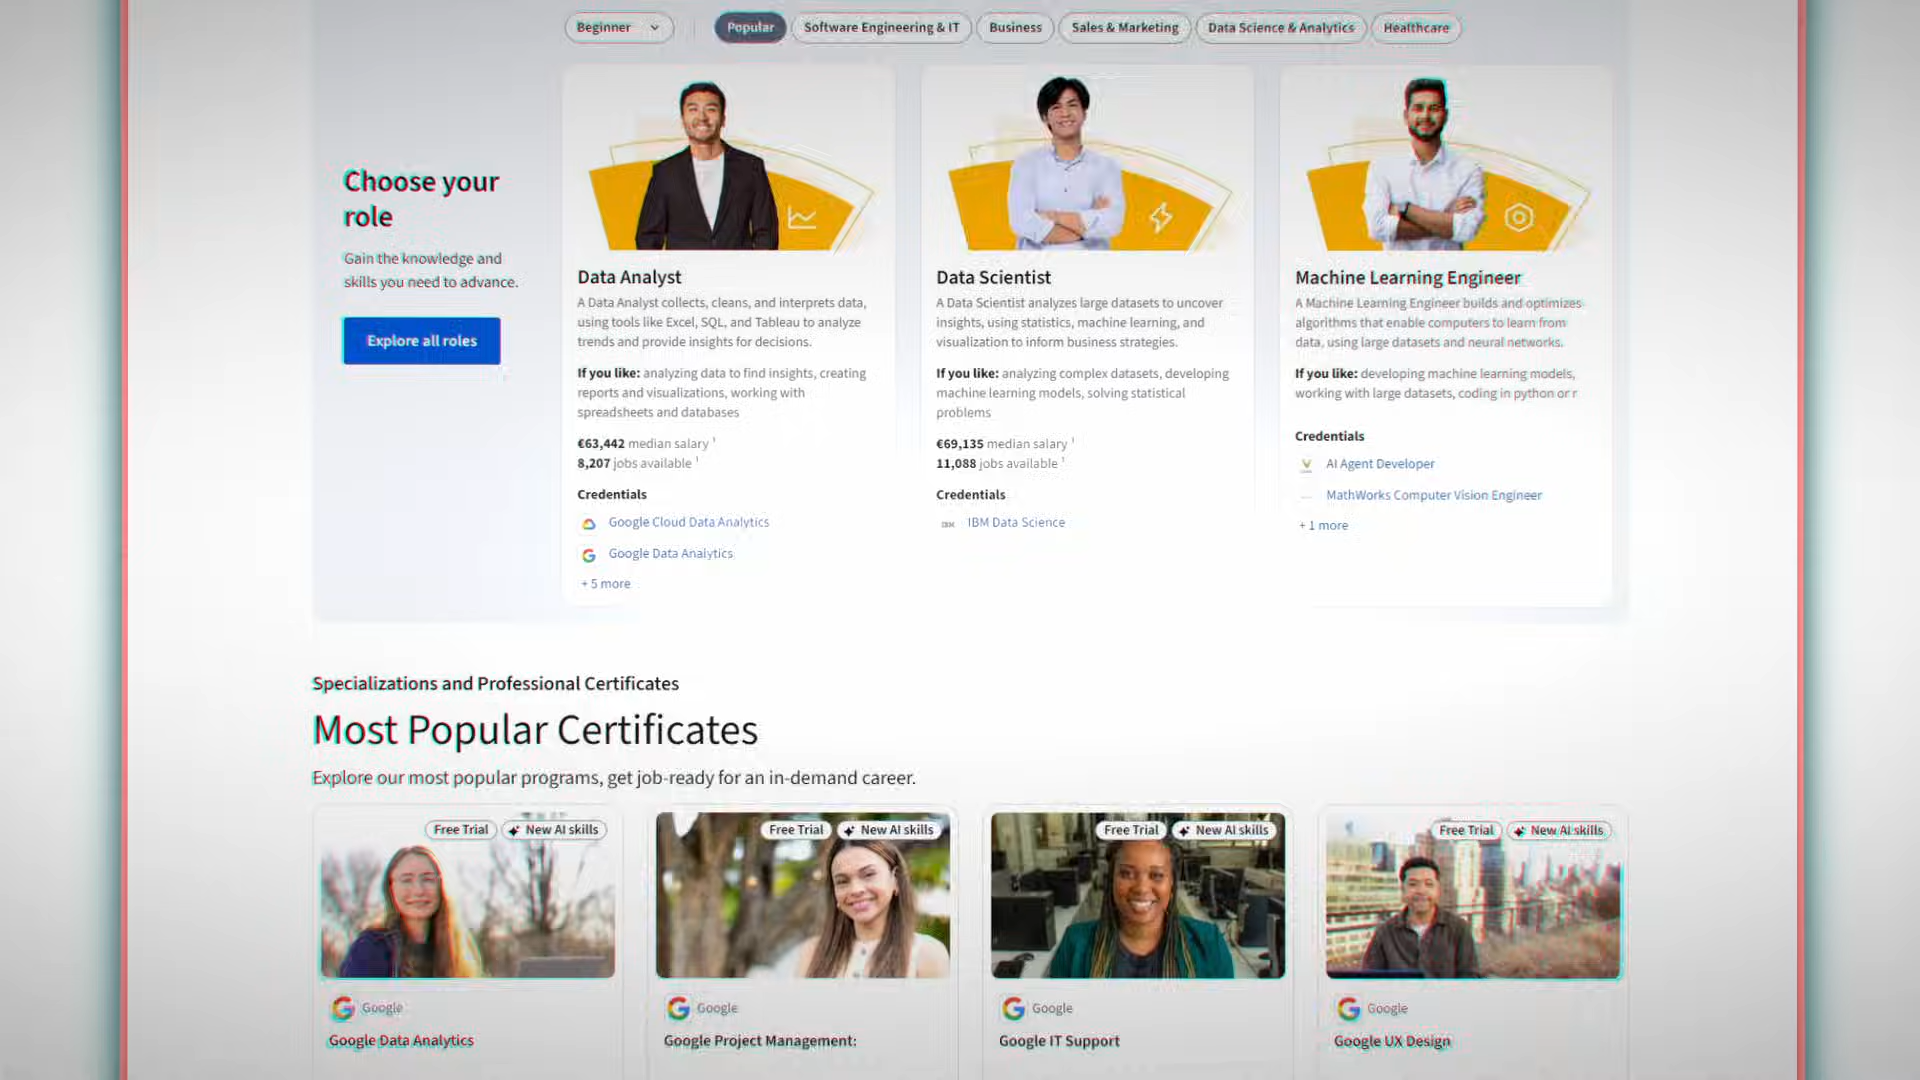 Beginner
Popular
Software Engineering & IT
Business
Sales & Marketing
Data Science & Analytics
Healthcare
Choose your
role
Gain the knowledge and
skills you need to advance.
Explore all roles
Data Analyst
A Data Analyst collects, cleans, and interprets data,
using tools like Excel, SQL, and Tableau to analyze
trends and provide insights for decisions.
If you like: analyzing data to find insights, creating
reports and visualizations, working with
spreadsheets and databases
€63,442 median salary ¹
8,207 jobs available ¹
Credentials
Google Cloud Data Analytics
Google Data Analytics
+ 5 more
Data Scientist
A Data Scientist analyzes large datasets to uncover
insights, using statistics, machine learning, and
visualization to inform business strategies.
If you like: analyzing complex datasets, developing
machine learning models, solving statistical
problems
€69,135 median salary ¹
11,088 jobs available ¹
Credentials
IBM
IBM Data Science
Machine Learning Engineer
A Machine Learning Engineer builds and optimizes
algorithms that enable computers to learn from
data, using large datasets and neural networks.
If you like: developing machine learning models,
working with large datasets, coding in python or r
Credentials
AI Agent Developer
MathWorks Computer Vision Engineer
+ 1 more
Specializations and Professional Certificates
Most Popular Certificates
Explore our most popular programs, get job-ready for an in-demand career.
Free Trial
New AI skills
Google
Google Data Analytics
Free Trial
New AI skills
Google
Google Project Management:
Free Trial
New AI skills
Google
Google IT Support
Free Trial
New AI skills
Google
Google UX Design